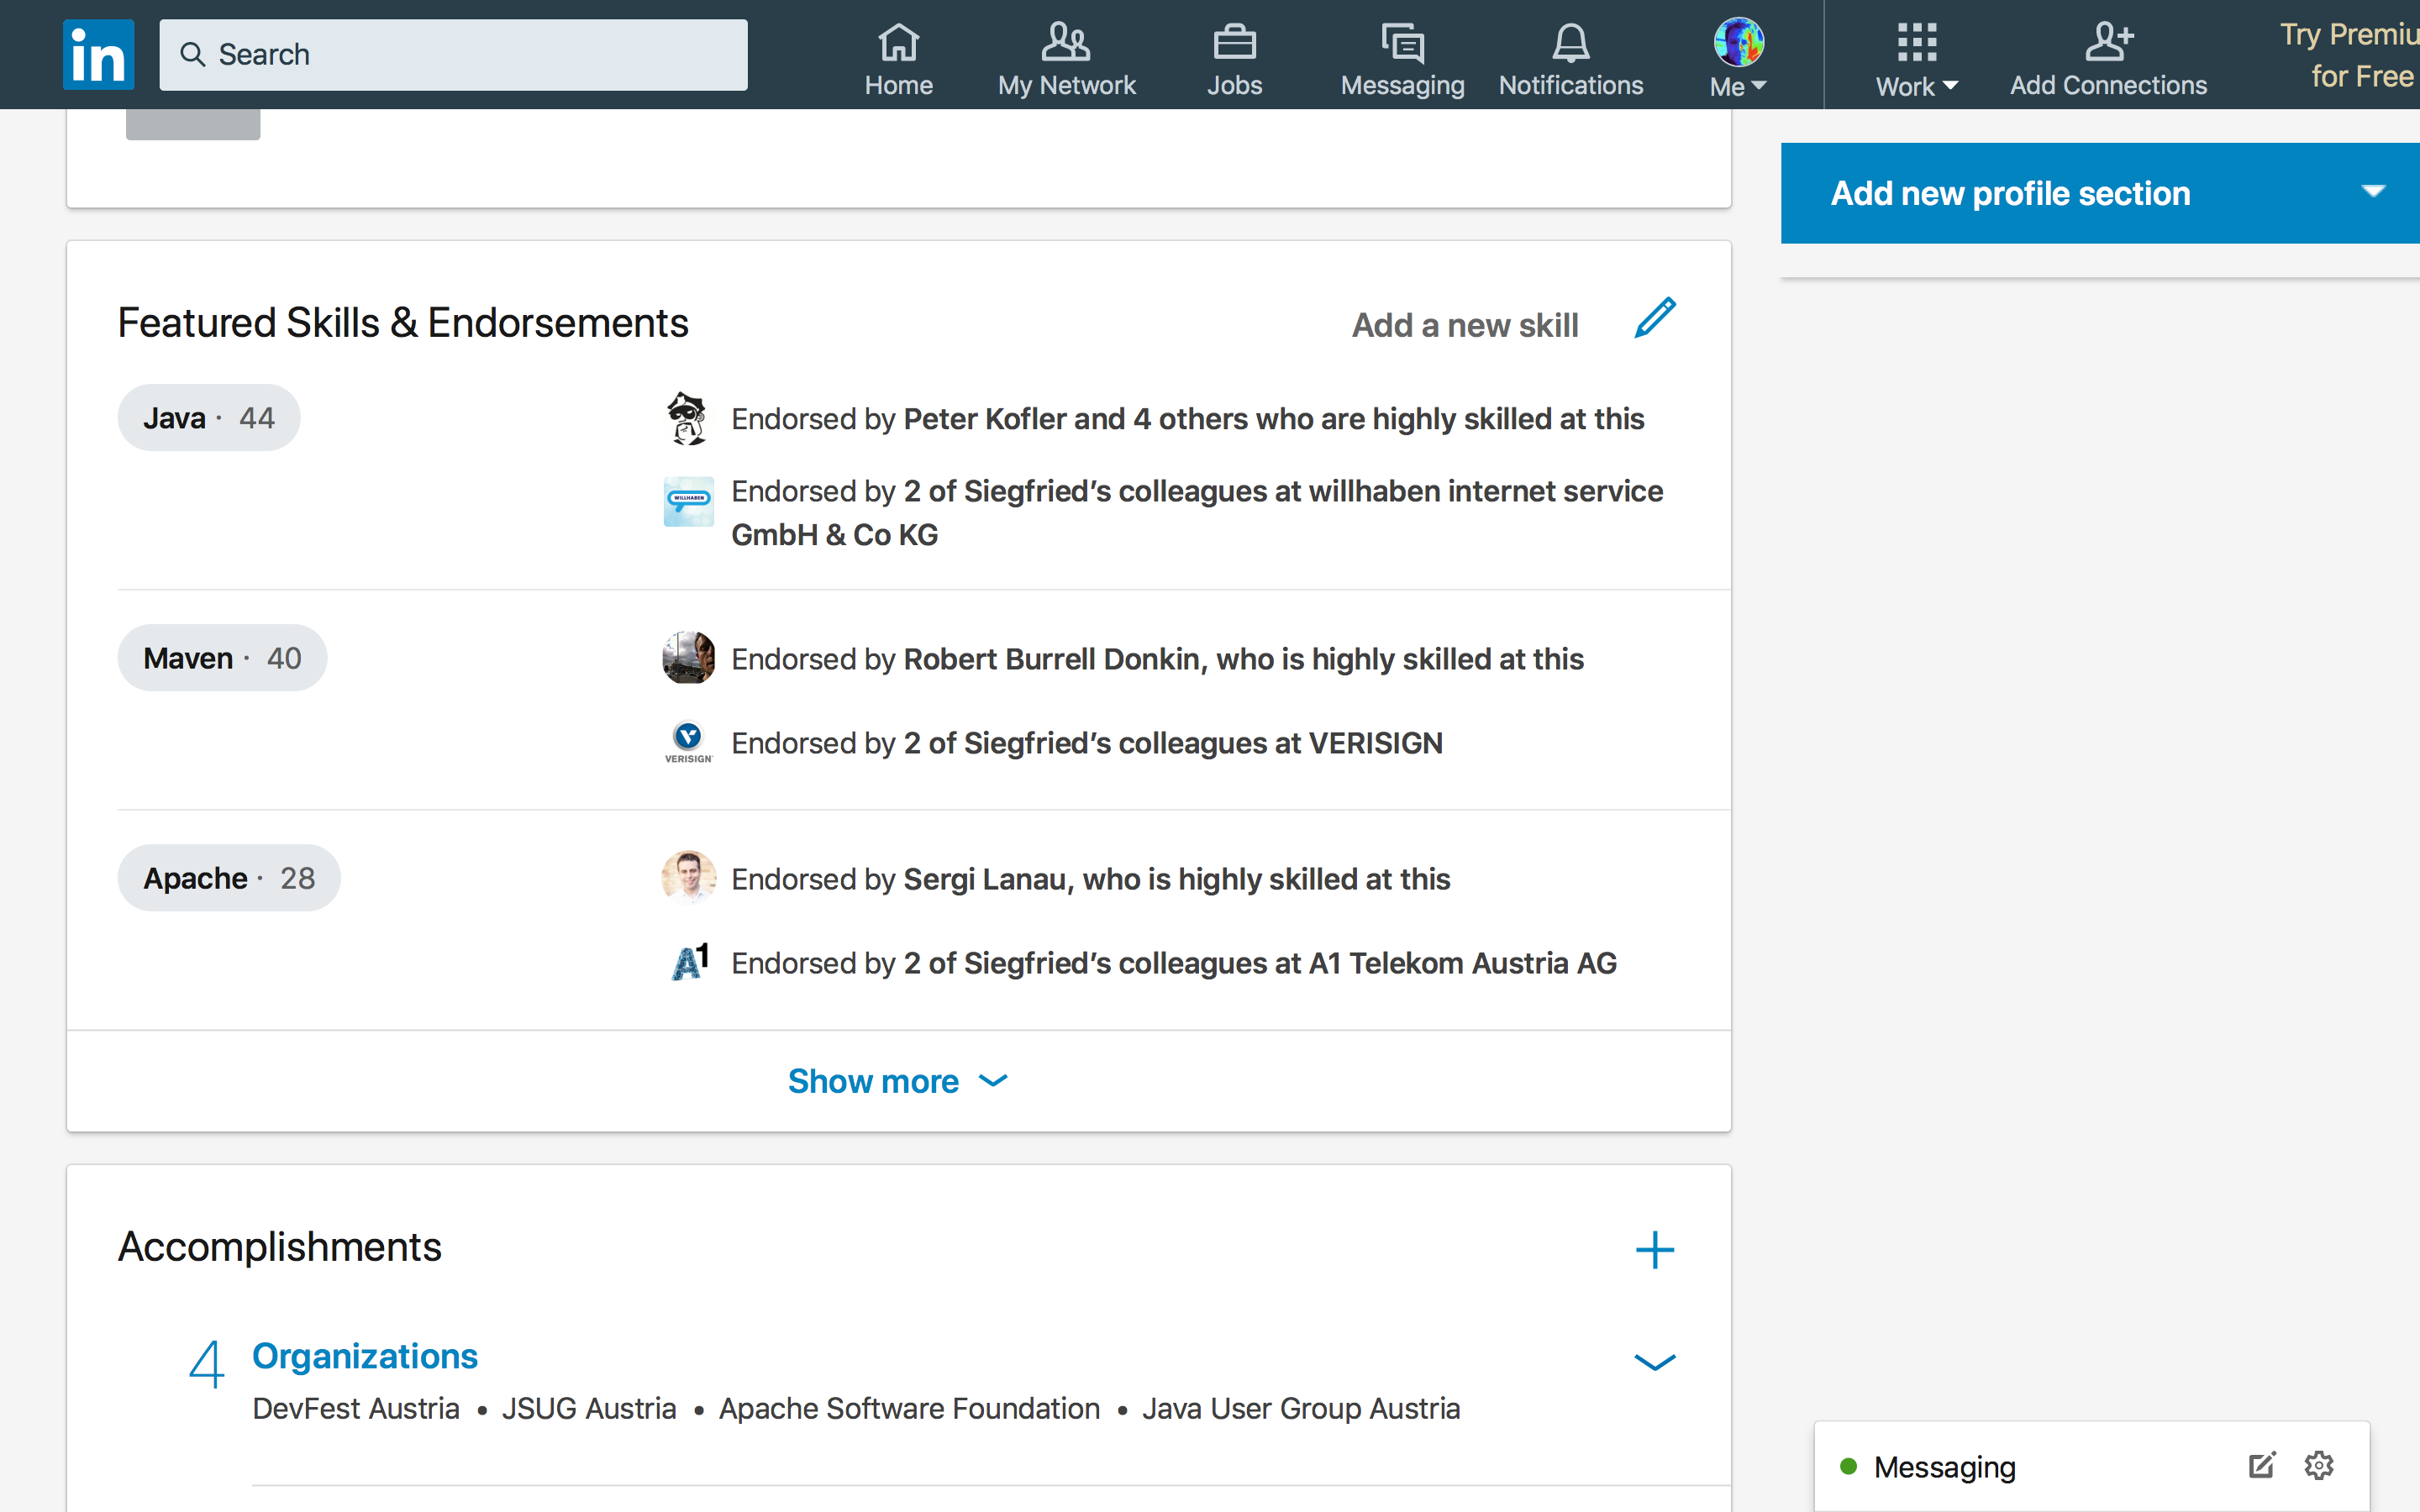 in
Search
Home
My Network
Jobs
Messaging
Notifications
Me
Work
Add Connections
Try Premiu
for Free
Add new profile section
Featured Skills & Endorsements
Add a new skill
Java · 44
Endorsed by Peter Kofler and 4 others who are highly skilled at this
WILLHABEN
Endorsed by 2 of Siegfried’s colleagues at willhaben internet service
GmbH & Co KG
Maven · 40
Endorsed by Robert Burrell Donkin, who is highly skilled at this
VERISIGN
Endorsed by 2 of Siegfried’s colleagues at VERISIGN
Apache · 28
Endorsed by Sergi Lanau, who is highly skilled at this
A1
Endorsed by 2 of Siegfried’s colleagues at A1 Telekom Austria AG
Show more
Accomplishments
4
Organizations
DevFest Austria • JSUG Austria • Apache Software Foundation • Java User Group Austria
Messaging